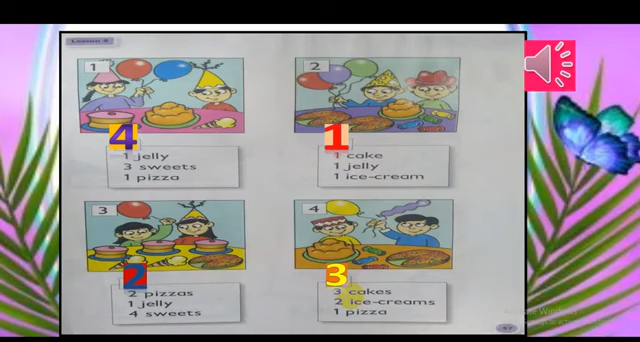 Lesson 8
1
2
4
1 jelly
3 sweets
1 pizza
1
1 cake
1 jelly
1 ice-cream
3
4
2
2 pizzas
1 jelly
4 sweets
3
3 cakes
2 ice-creams
1 pizza
57